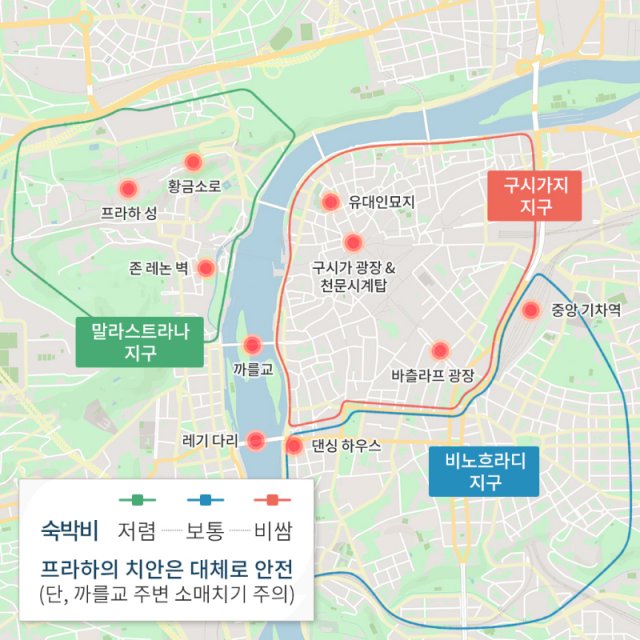 황금소로
프라하 성
유대인묘지
구시가지
지구
구시가 광장 &
천문시계탑
존 레논 벽
중앙 기차역
말라스트라나
지구
까를교
바츨라프 광장
레기 다리
댄싱 하우스
비노흐라디
지구
숙박비 저렴 보통 비쌈
프라하의 치안은 대체로 안전
(단, 까를교 주변 소매치기 주의)